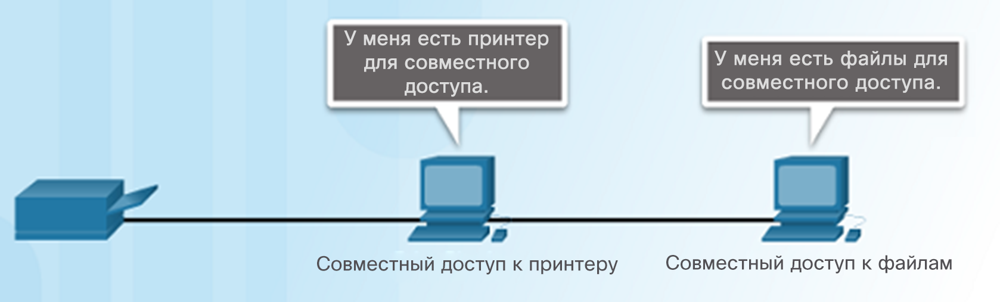 У меня есть принтер
для совместного
доступа.
У меня есть файлы для
совместного доступа.
Совместный доступ к принтеру
Совместный доступ к файлам